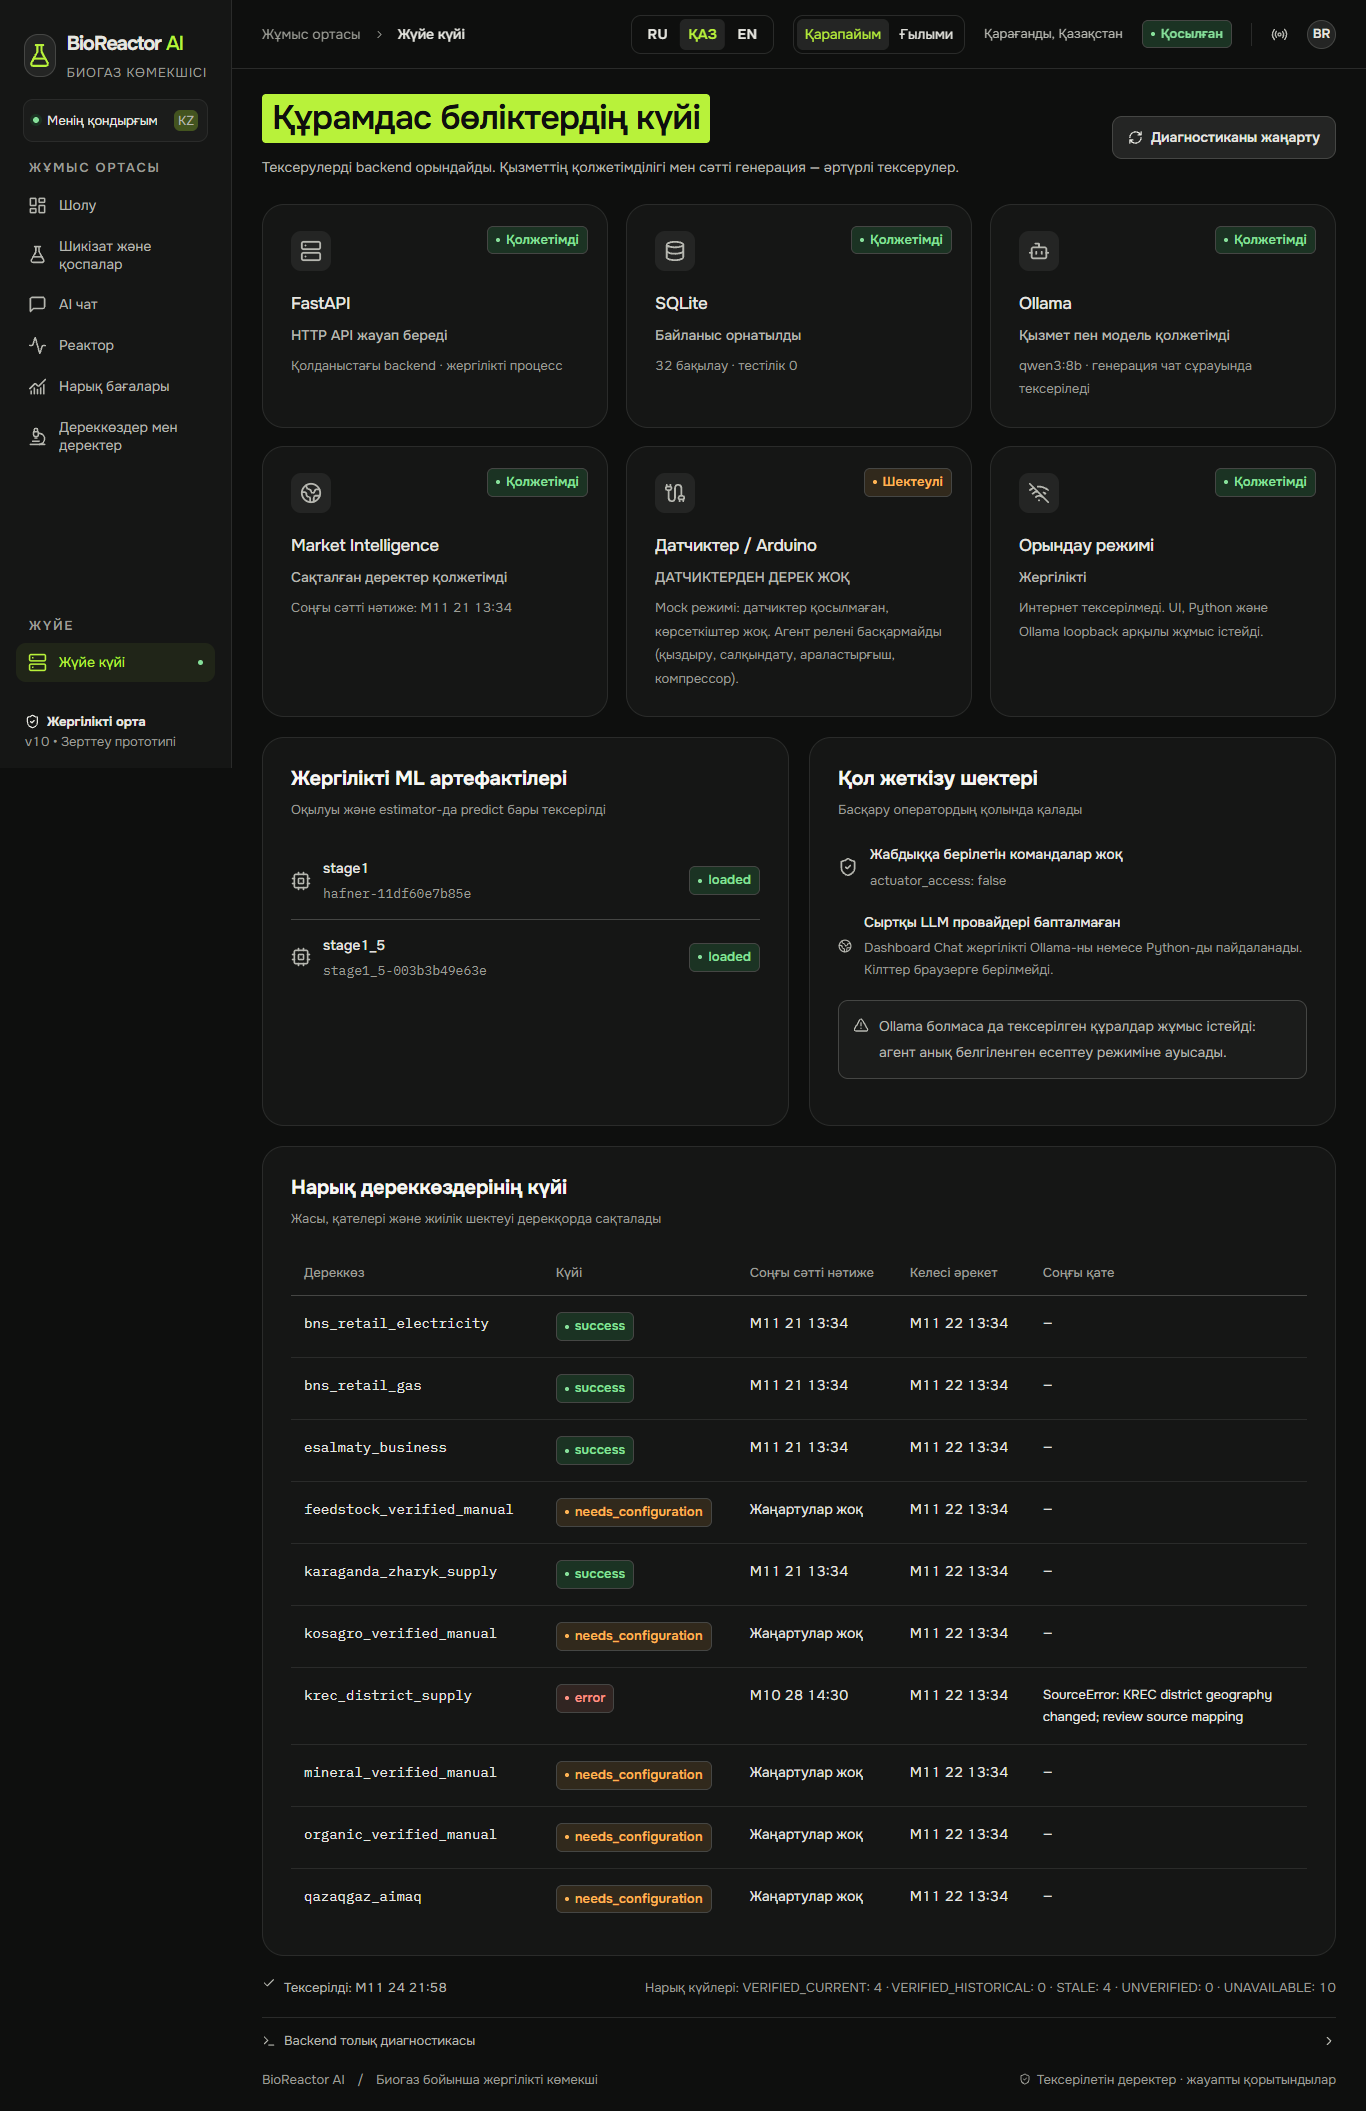 BioReactor AI
БИОГАЗ КӨМЕКШІСІ
Менің қондырғым KZ
ЖҰМЫС ОРТАСЫ
Шолу
Шикізат және
қоспалар
AI чат
Реактор
Нарық бағалары
Дереккөздер мен
деректер
ЖҮЙЕ
Жүйе күйі
Жергілікті орта
v10 • Зерттеу прототипі
Жұмыс ортасы > Жүйе күйі
RU ҚАЗ EN
Қарапайым Ғылыми
Қарағанды, Қазақстан
Қосылған
BR
Құрамдас бөліктердің күйі
Тексерулерді backend орындайды. Қызметтің қолжетімділігі мен сәтті генерация — әртүрлі тексерулер.
Диагностиканы жаңарту
Қолжетімді
FastAPI
HTTP API жауап береді
Қолданыстағы backend · жергілікті процесс
Қолжетімді
SQLite
Байланыс орнатылды
32 бақылау · тестілік 0
Қолжетімді
Ollama
Қызмет пен модель қолжетімді
qwen3:8b · генерация чат сұрауында
тексеріледі
Қолжетімді
Market Intelligence
Сақталған деректер қолжетімді
Соңғы сәтті нәтиже: M11 21 13:34
Шектеулі
Датчиктер / Arduino
ДАТЧИКТЕРДЕН ДЕРЕК ЖОҚ
Mock режимі: датчиктер қосылмаған,
көрсеткіштер жоқ. Агент релені басқармайды
(қыздыру, салқындату, араластырғыш,
компрессор).
Қолжетімді
Орындау режимі
Жергілікті
Интернет тексерілмеді. UI, Python және
Ollama loopback арқылы жұмыс істейді.
Жергілікті ML артефактілері
Оқылуы және estimator-да predict бары тексерілді
stage1
hafner-11df60e7b85e
loaded
stage1_5
stage1_5-003b3b49e63e
loaded
Қол жеткізу шектері
Басқару оператордың қолында қалады
Жабдыққа берілетін командалар жоқ
actuator_access: false
Сыртқы LLM провайдері бапталмаған
Dashboard Chat жергілікті Ollama-ны немесе Python-ды пайдаланады.
Кілттер браузерге берілмейді.
Ollama болмаса да тексерілген құралдар жұмыс істейді:
агент анық белгіленген есептеу режиміне ауысады.
Нарық дереккөздерінің күйі
Жасы, қателері және жиілік шектеуі дерекқорда сақталады
Дереккөз Күйі Соңғы сәтті нәтиже Келесі әрекет Соңғы қате
bns_retail_electricity success M11 21 13:34 M11 22 13:34 —
bns_retail_gas success M11 21 13:34 M11 22 13:34 —
esalmaty_business success M11 21 13:34 M11 22 13:34 —
feedstock_verified_manual needs_configuration Жаңартулар жоқ M11 22 13:34 —
karaganda_zharyk_supply success M11 21 13:34 M11 22 13:34 —
kosagro_verified_manual needs_configuration Жаңартулар жоқ M11 22 13:34 —
krec_district_supply error M10 28 14:30 M11 22 13:34 SourceError: KREC district geography
changed; review source mapping
mineral_verified_manual needs_configuration Жаңартулар жоқ M11 22 13:34 —
organic_verified_manual needs_configuration Жаңартулар жоқ M11 22 13:34 —
qazaqgaz_aimaq needs_configuration Жаңартулар жоқ M11 22 13:34 —
Тексерілді: M11 24 21:58
Нарық күйлері: VERIFIED_CURRENT: 4 · VERIFIED_HISTORICAL: 0 · STALE: 4 · UNVERIFIED: 0 · UNAVAILABLE: 10
Backend толық диагностикасы
BioReactor AI / Биогаз бойынша жергілікті көмекші
Тексерілетін деректер · жауапты қорытындылар